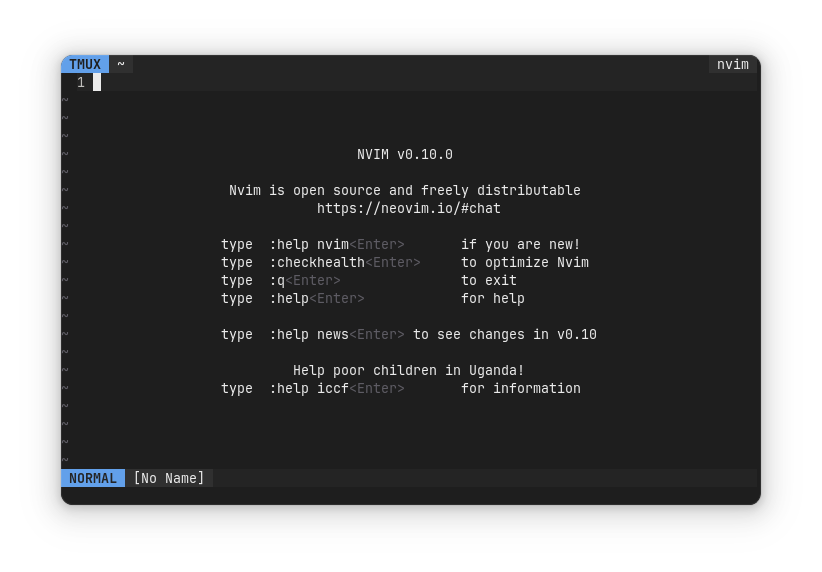 TMUX ~ nvim
1
~
~
~
~ NVIM v0.10.0
~
~ Nvim is open source and freely distributable
~ https://neovim.io/#chat
~
~ type :help nvim<Enter> if you are new!
~ type :checkhealth<Enter> to optimize Nvim
~ type :q<Enter> to exit
~ type :help<Enter> for help
~
~ type :help news<Enter> to see changes in v0.10
~
~ Help poor children in Uganda!
~ type :help iccf<Enter> for information
~
~
~
~
NORMAL [No Name]